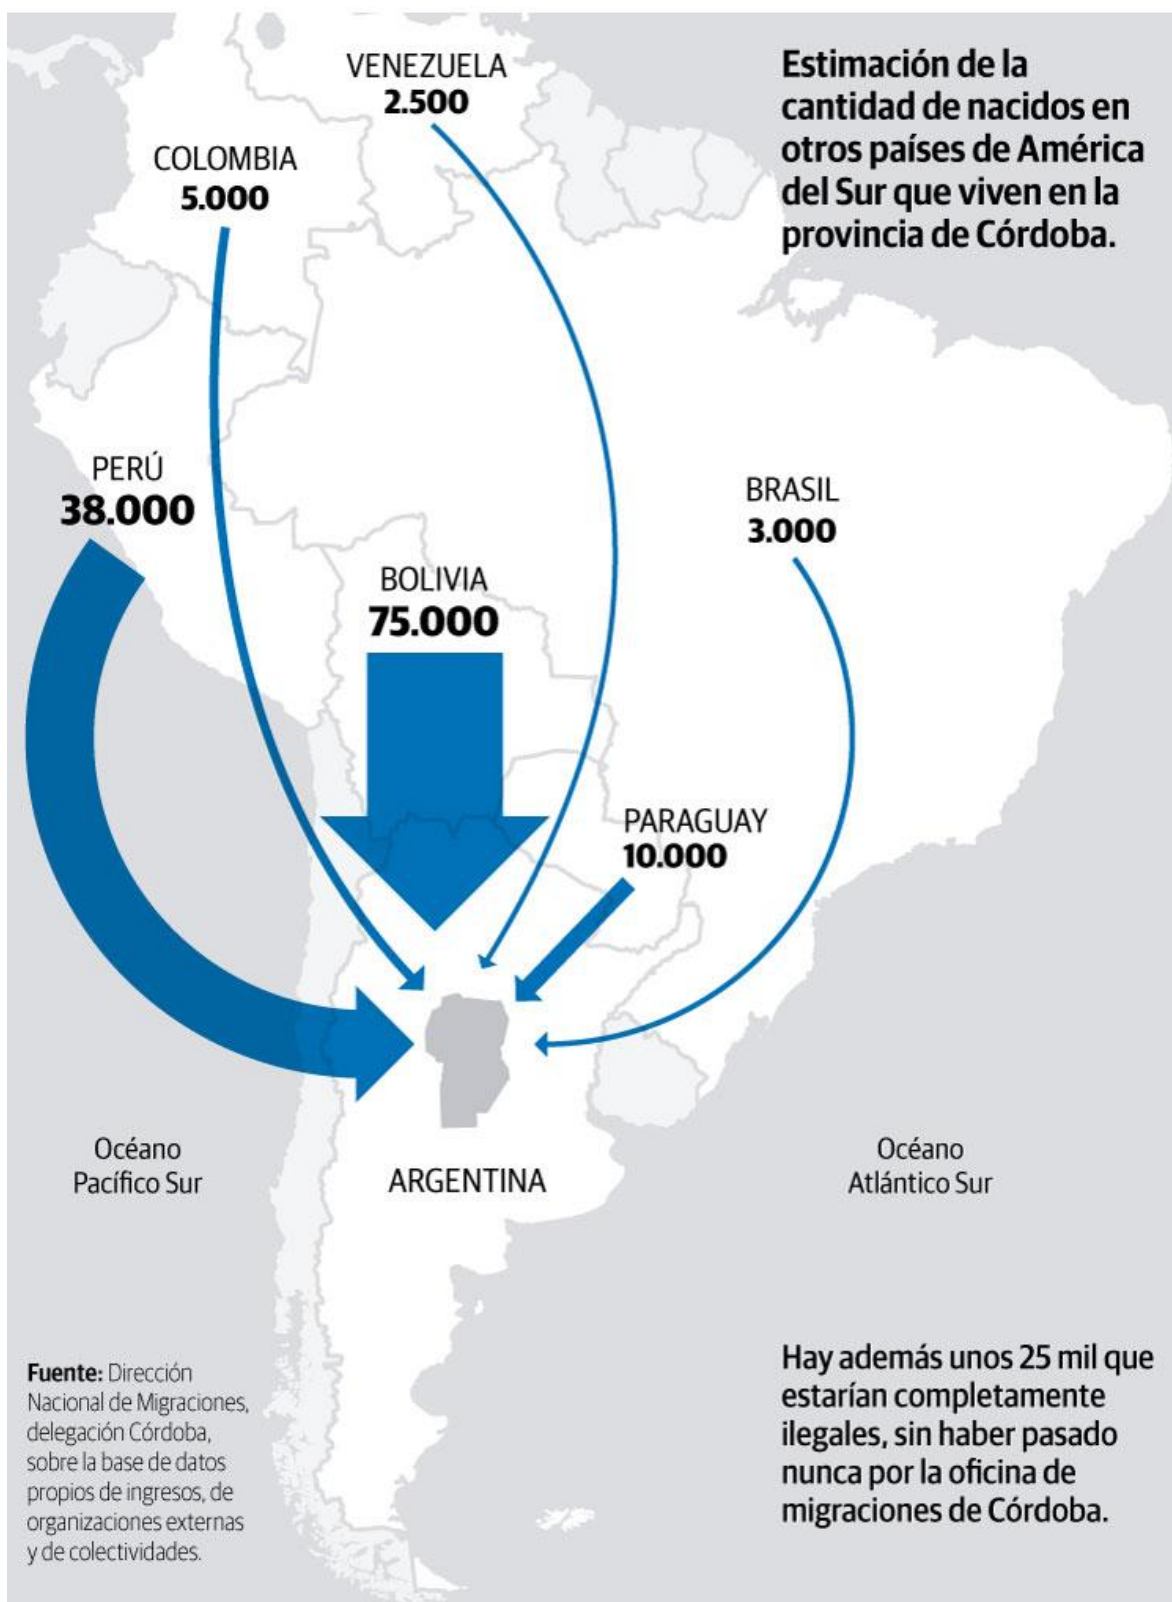 VENEZUELA
2.500
Estimación de la
cantidad de nacidos en
otros países de América
del Sur que viven en la
provincia de Córdoba.
COLOMBIA
5.000
PERÚ
38.000
BRASIL
3.000
BOLIVIA
75.000
PARAGUAY
10.000
Océano
Pacífico Sur
ARGENTINA
Océano
Atlántico Sur
Fuente: Dirección
Nacional de Migraciones,
delegación Córdoba,
sobre la base de datos
propios de ingresos, de
organizaciones externas
y de colectividades.
Hay además unos 25 mil que
estarían completamente
ilegales, sin haber pasado
nunca por la oficina de
migraciones de Córdoba.